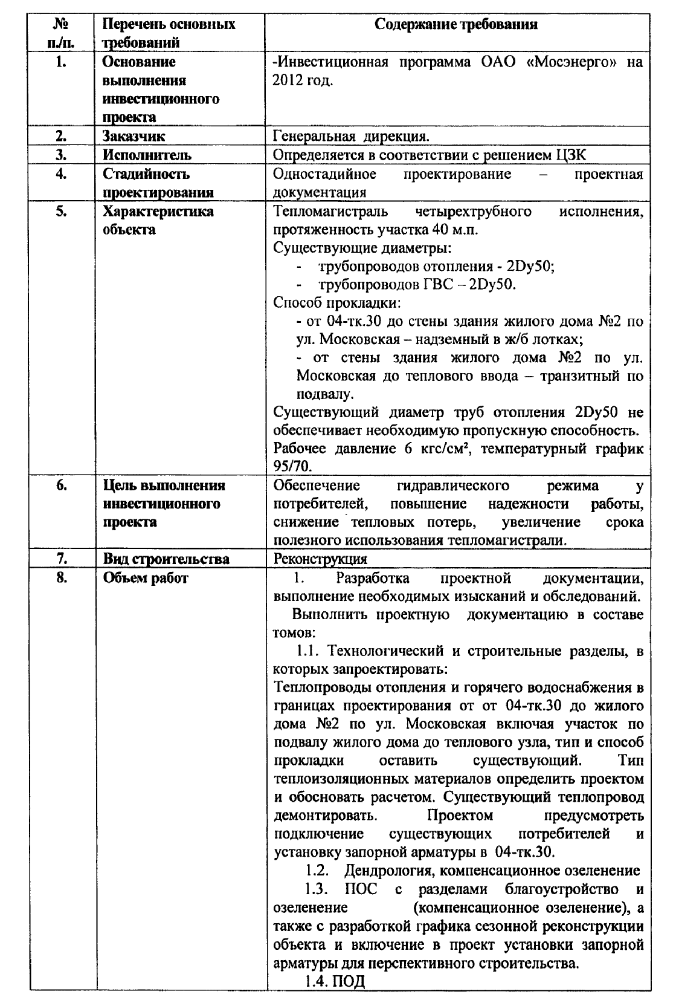 № Перечень основных Содержание требования
п./п. требований
1. Основание -Инвестиционная программа ОАО «Мосэнерго» на
выполнения 2012 год.
инвестиционного
проекта
2. Заказчик Генеральная дирекция.
3. Исполнитель Определяется в соответствии с решением ЦЗК
4. Стадийность Одностадийное проектирование – проектная
проектирования документация
5. Характеристика Тепломагистраль четырехтрубного исполнения,
объекта протяженность участка 40 м.п.
Существующие диаметры:
- трубопроводов отопления - 2Dу50;
- трубопроводов ГВС – 2Dу50.
Способ прокладки:
- от 04-тк.30 до стены здания жилого дома №2 по
ул. Московская – надземный в ж/б лотках;
- от стены здания жилого дома №2 по ул.
Московская до теплового ввода – транзитный по
подвалу.
Существующий диаметр труб отопления 2Dу50 не
обеспечивает необходимую пропускную способность.
Рабочее давление 6 кгс/см², температурный график
95/70.
6. Цель выполнения Обеспечение гидравлического режима у
инвестиционного потребителей, повышение надежности работы,
проекта снижение тепловых потерь, увеличение срока
полезного использования тепломагистрали.
7. Вид строительства Реконструкция
8. Объем работ 1. Разработка проектной документации,
выполнение необходимых изысканий и обследований.
Выполнить проектную документацию в составе
томов:
1.1. Технологический и строительные разделы, в
которых запроектировать:
Теплопроводы отопления и горячего водоснабжения в
границах проектирования от от 04-тк.30 до жилого
дома №2 по ул. Московская включая участок по
подвалу жилого дома до теплового узла, тип и способ
прокладки оставить существующий. Тип
теплоизоляционных материалов определить проектом
и обосновать расчетом. Существующий теплопровод
демонтировать. Проектом предусмотреть
подключение существующих потребителей и
установку запорной арматуры в 04-тк.30.
1.2. Дендрология, компенсационное озеленение
1.3. ПОС с разделами благоустройство и
озеленение (компенсационное озеленение), а
также с разработкой графика сезонной реконструкции
объекта и включение в проект установки запорной
арматуры для перспективного строительства.
1.4. ПОД